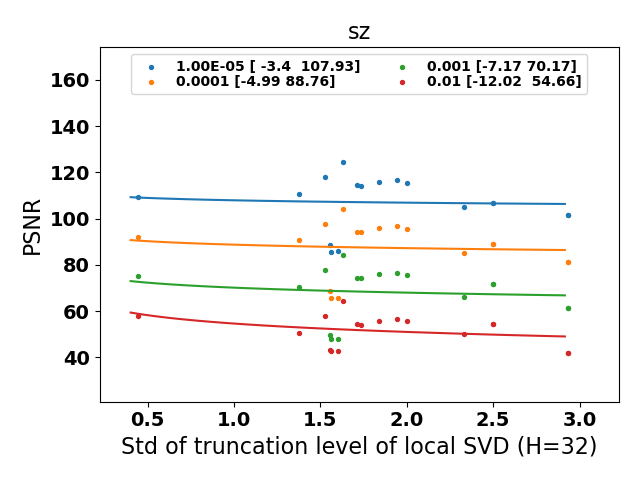 sz
1.00E-05 [ -3.4  107.93]
0.0001 [-4.99 88.76]
0.001 [-7.17 70.17]
0.01 [-12.02  54.66]
PSNR
160
140
120
100
80
60
40
0.5 1.0 1.5 2.0 2.5 3.0
Std of truncation level of local SVD (H=32)